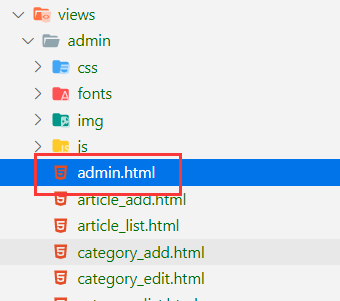 views
admin
css
fonts
img
js
admin.html
article_add.html
article_list.html
category_add.html
category_edit.html